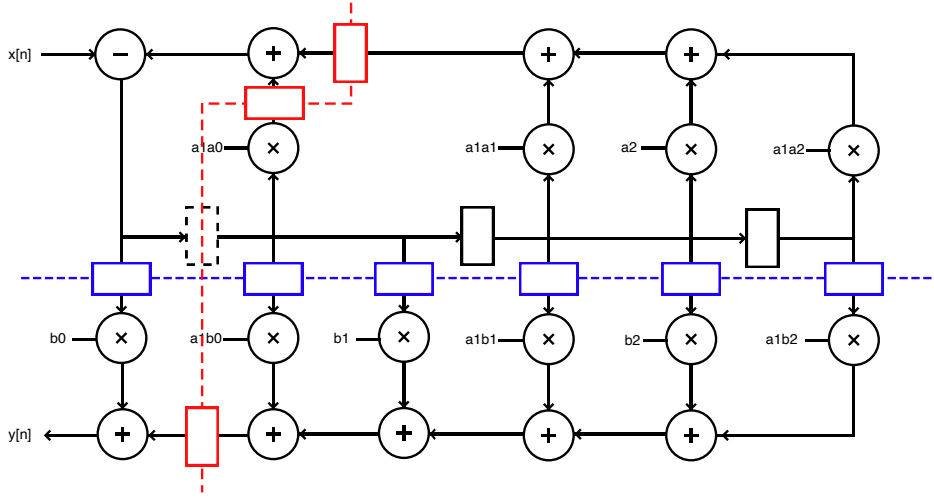 x[n] − + + +
a1a0 × a1a1 × a2 × a1a2 ×
b0 × a1b0 × b1 × a1b1 × b2 × a1b2 ×
y[n] + + + + +